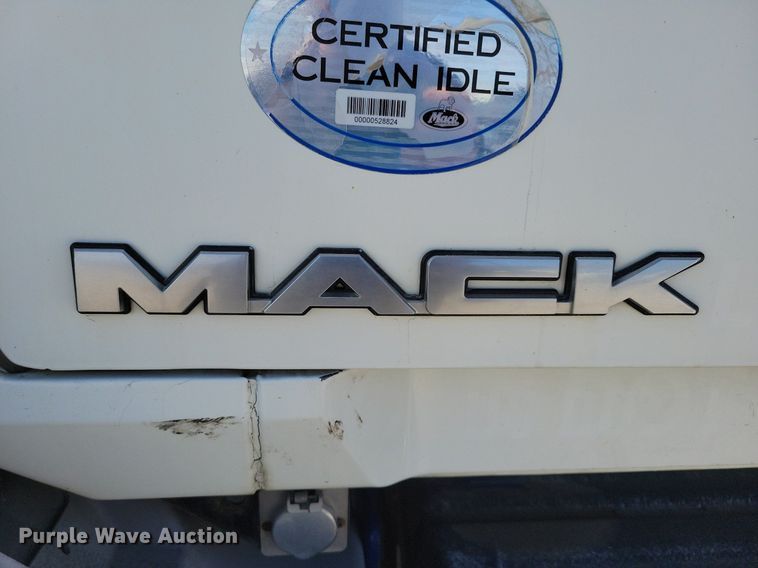 CERTIFIED
CLEAN IDLE
00000528824
Mack
MACK
Purple Wave Auction